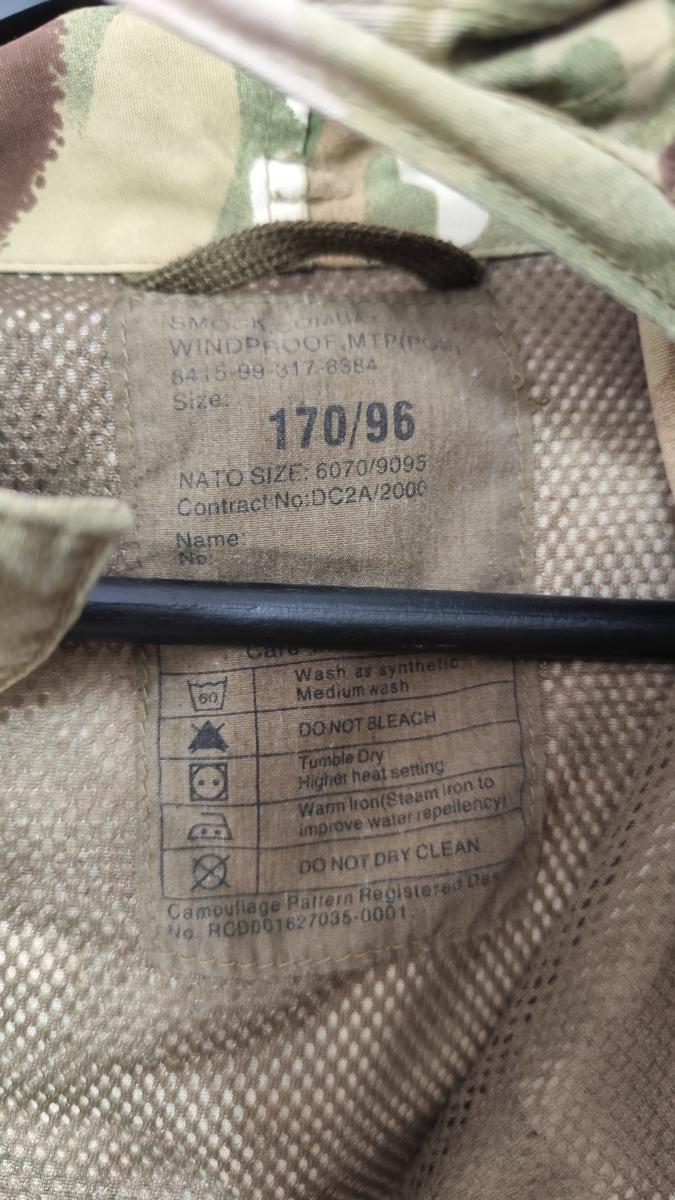 SMOCK, COMBAT
WINDPROOF, MTP(PCS)
8415-99-317-8384
Size:
170/96
NATO SIZE: 6070/9095
Contract No:DC2A/2000
Name:
No:
Care
Wash as synthetic
Medium wash
60
DO NOT BLEACH
Tumble Dry
Higher heat setting
Warm Iron(Steam iron to
improve water repellency)
DO NOT DRY CLEAN
Camouflage Pattern Registered Des
No. RCD001627035-0001.